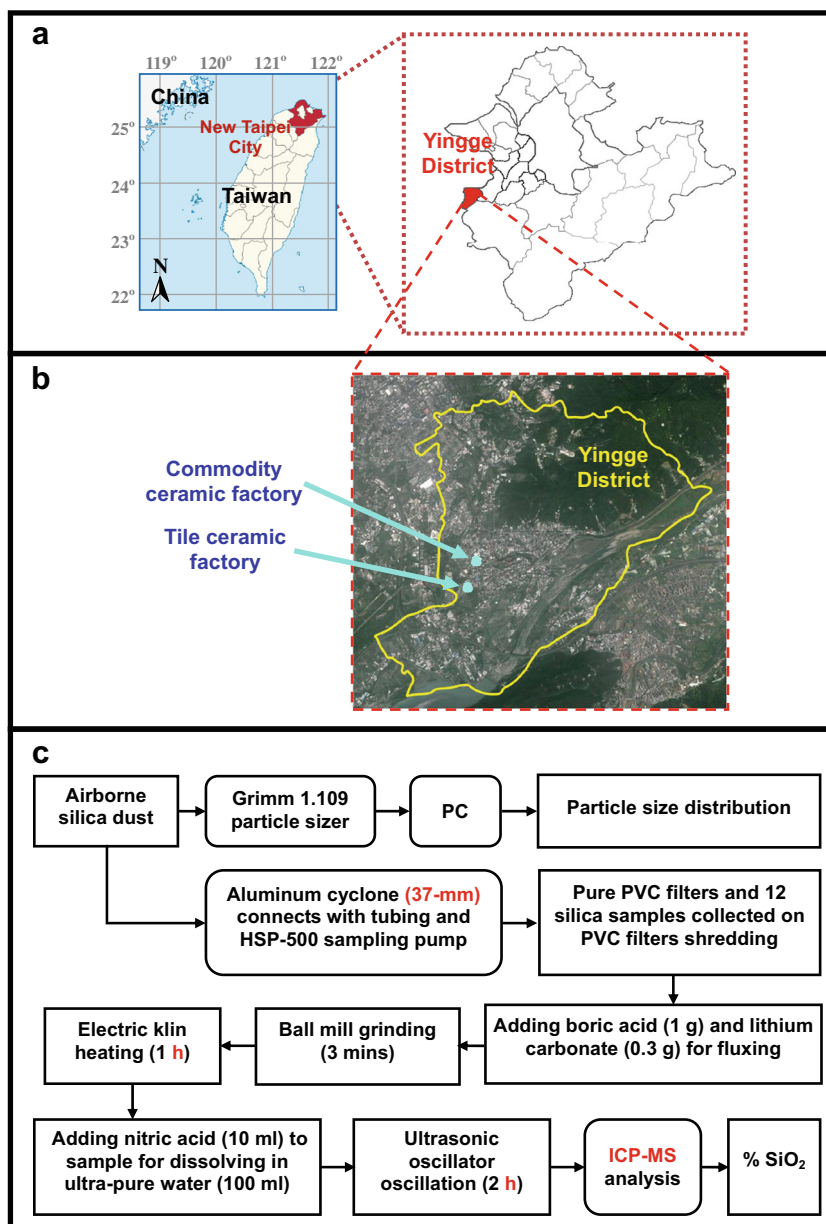 a
119° 120° 121° 122°
China
25°
New Taipei
City
24°
Taiwan
23°
N
22°
Yingge
District
b
Commodity
ceramic factory
Tile ceramic
factory
Yingge
District
c
Airborne
silica dust
Grimm 1.109
particle sizer
PC
Particle size distribution
Aluminum cyclone (37-mm)
connects with tubing and
HSP-500 sampling pump
Pure PVC filters and 12
silica samples collected on
PVC filters shredding
Adding boric acid (1 g) and lithium
carbonate (0.3 g) for fluxing
Ball mill grinding
(3 mins)
Electric klin
heating (1 h)
Adding nitric acid (10 ml) to
sample for dissolving in
ultra-pure water (100 ml)
Ultrasonic
oscillator
oscillation (2 h)
ICP-MS
analysis
% SiO₂